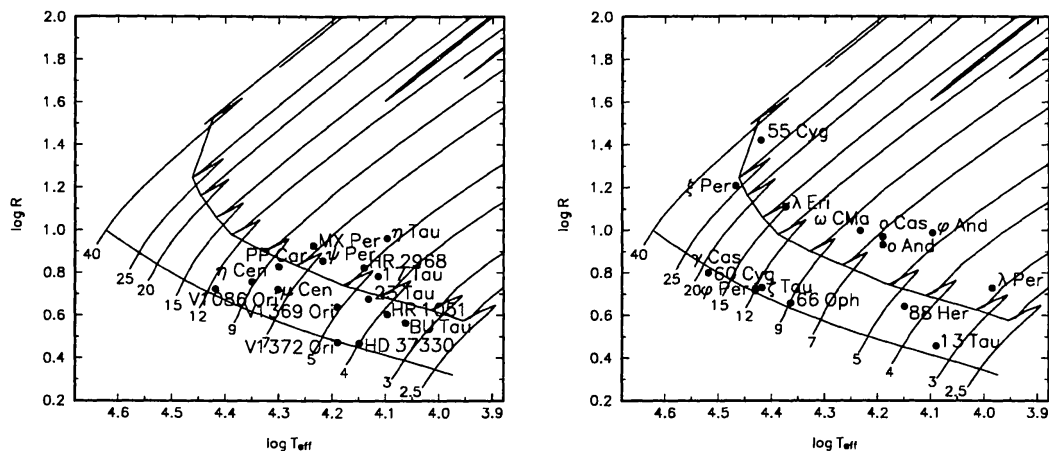 2.0
1.8
1.6
1.4
1.2
1.0
0.8
0.6
0.4
0.2
log R
η Tau
MX Per
ψ Per
PP Car
HR 2968
η Cen
17 Tau
μ Cen
23 Tau
V1086 Ori
V1369 Ori
HR 1051
BU Tau
V1372 Ori
HD 37330
40
25
20
15
12
9
7
5
4
3
2.5
4.6 4.5 4.4 4.3 4.2 4.1 4.0 3.9
log Teff
2.0
1.8
1.6
1.4
1.2
1.0
0.8
0.6
0.4
0.2
log R
55 Cyg
ξ Per
λ Eri
ω CMa
o Cas
φ And
o And
γ Cas
60 Cyg
φ Per
ζ Tau
λ Per
66 Oph
88 Her
13 Tau
40
25
20
15
12
9
7
5
4
3
2.5
4.6 4.5 4.4 4.3 4.2 4.1 4.0 3.9
log Teff